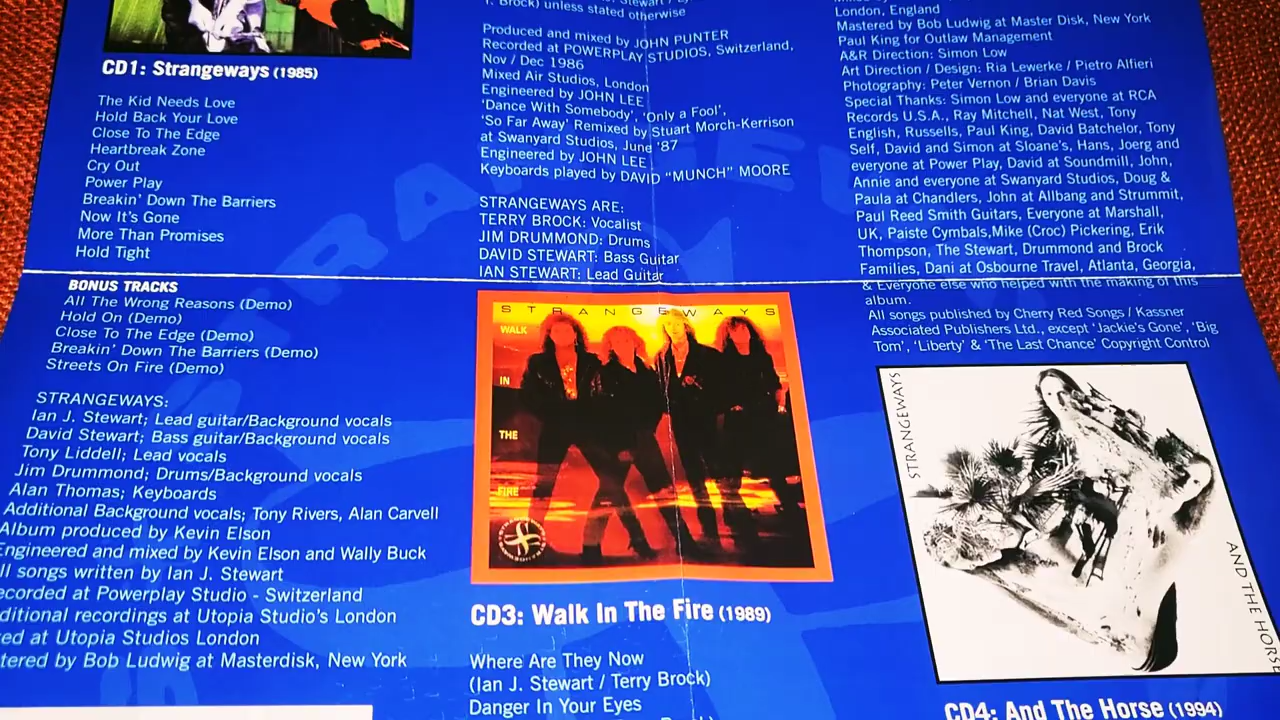 CD1: Strangeways (1985)
The Kid Needs Love
Hold Back Your Love
Close To The Edge
Heartbreak Zone
Cry Out
Power Play
Breakin' Down The Barriers
Now It's Gone
More Than Promises
Hold Tight
BONUS TRACKS
All The Wrong Reasons (Demo)
Hold On (Demo)
Close To The Edge (Demo)
Breakin' Down The Barriers (Demo)
Streets On Fire (Demo)
STRANGEWAYS:
Ian J. Stewart; Lead guitar/Background vocals
David Stewart; Bass guitar/Background vocals
Tony Liddell; Lead vocals
Jim Drummond; Drums/Background vocals
Alan Thomas; Keyboards
Additional Background vocals; Tony Rivers, Alan Carvell
Album produced by Kevin Elson
Engineered and mixed by Kevin Elson and Wally Buck
ll songs written by Ian J. Stewart
ecorded at Powerplay Studio - Switzerland
ditional recordings at Utopia Studio's London
ed at Utopia Studios London
tered by Bob Ludwig at Masterdisk, New York
T. Brock) unless stated otherwise
Produced and mixed by JOHN PUNTER
Recorded at POWERPLAY STUDIOS, Switzerland,
Nov / Dec 1986
Mixed Air Studios, London
Engineered by JOHN LEE
'Dance With Somebody', 'Only a Fool',
'So Far Away' Remixed by Stuart Morch-Kerrison
at Swanyard Studios, June '87
Engineered by JOHN LEE
Keyboards played by DAVID "MUNCH" MOORE
STRANGEWAYS ARE:
TERRY BROCK: Vocalist
JIM DRUMMOND: Drums
DAVID STEWART: Bass Guitar
IAN STEWART: Lead Guitar
STRANGEWAYS
WALK
IN
THE
FIRE
CD3: Walk In The Fire (1989)
Where Are They Now
(Ian J. Stewart / Terry Brock)
Danger In Your Eyes
London, England
Mastered by Bob Ludwig at Master Disk, New York
Paul King for Outlaw Management
A&R Direction: Simon Low
Art Direction / Design: Ria Lewerke / Pietro Alfieri
Photography: Peter Vernon / Brian Davis
Special Thanks: Simon Low and everyone at RCA
Records U.S.A., Ray Mitchell, Nat West, Tony
English, Russells, Paul King, David Batchelor, Tony
Self, David and Simon at Sloane's, Hans, Joerg and
everyone at Power Play, David at Soundmill, John,
Annie and everyone at Swanyard Studios, Doug &
Paula at Chandlers, John at Allbang and Strummit,
Paul Reed Smith Guitars, Everyone at Marshall,
UK, Paiste Cymbals,Mike (Croc) Pickering, Erik
Thompson, The Stewart, Drummond and Brock
Families, Dani at Osbourne Travel, Atlanta, Georgia,
& Everyone else who helped with the making of this
album.
All songs published by Cherry Red Songs / Kassner
Associated Publishers Ltd., except 'Jackie's Gone', 'Big
Tom', 'Liberty' & 'The Last Chance' Copyright Control
STRANGEWAYS
AND THE HORSE
CD4: And The Horse (1994)